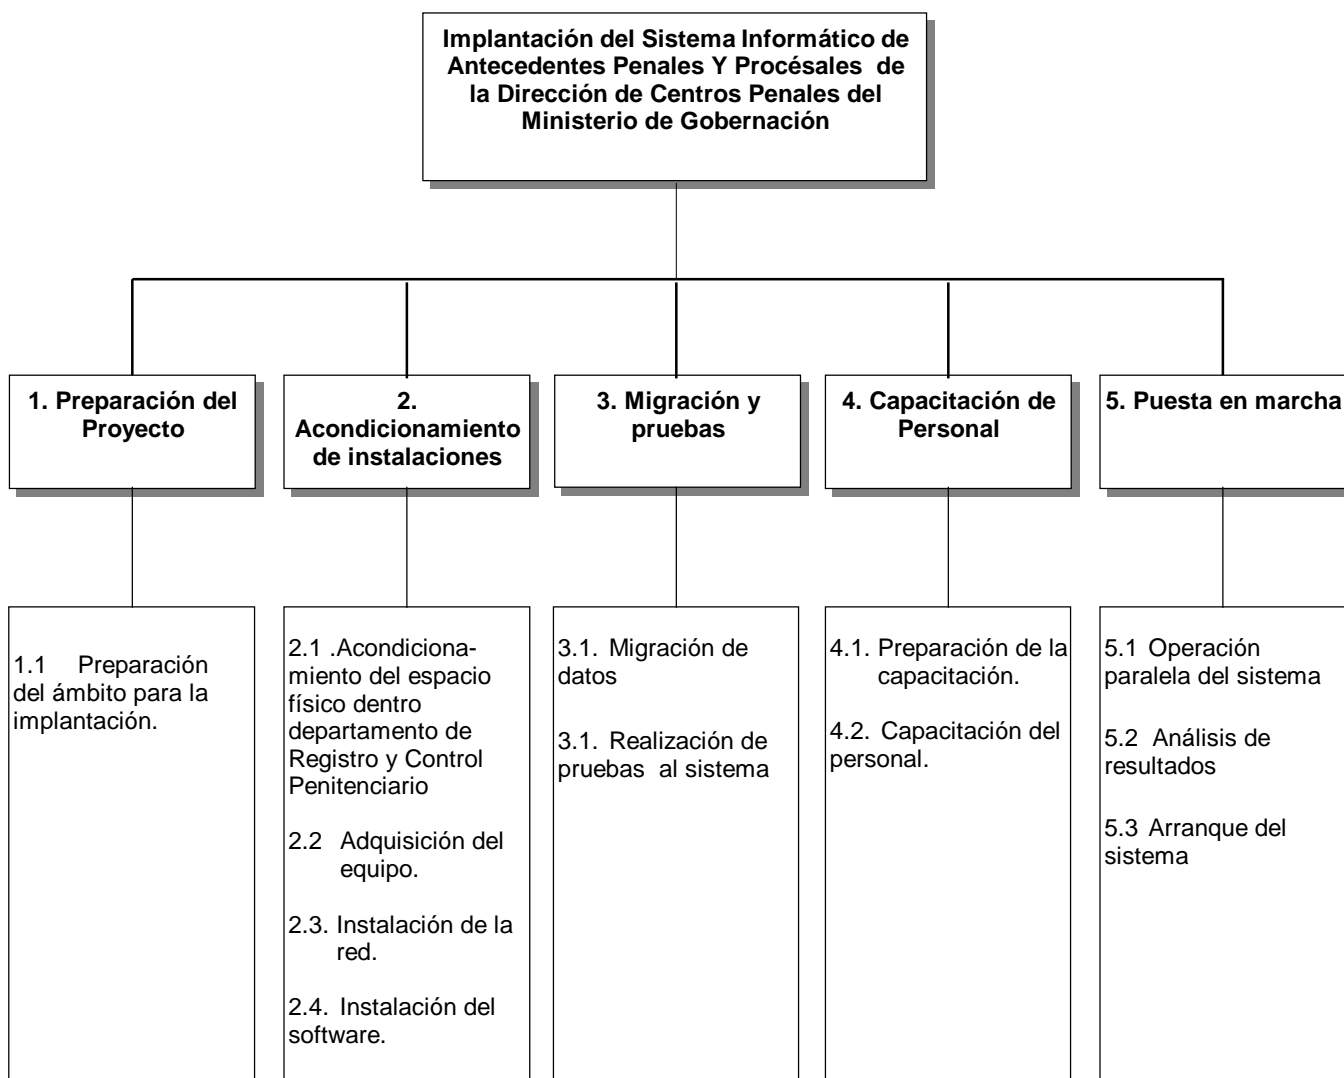 Implantación del Sistema Informático de
Antecedentes Penales Y Procésales de
la Dirección de Centros Penales del
Ministerio de Gobernación
1. Preparación del
Proyecto
2.
Acondicionamiento
de instalaciones
3. Migración y
pruebas
4. Capacitación de
Personal
5. Puesta en marcha
1.1 Preparación
del ámbito para la
implantación.
2.1 .Acondiciona-
miento del espacio
físico dentro
departamento de
Registro y Control
Penitenciario
2.2 Adquisición del
equipo.
2.3. Instalación de la
red.
2.4. Instalación del
software.
3.1. Migración de
datos
3.1. Realización de
pruebas al sistema
4.1. Preparación de la
capacitación.
4.2. Capacitación del
personal.
5.1 Operación
paralela del sistema
5.2 Análisis de
resultados
5.3 Arranque del
sistema